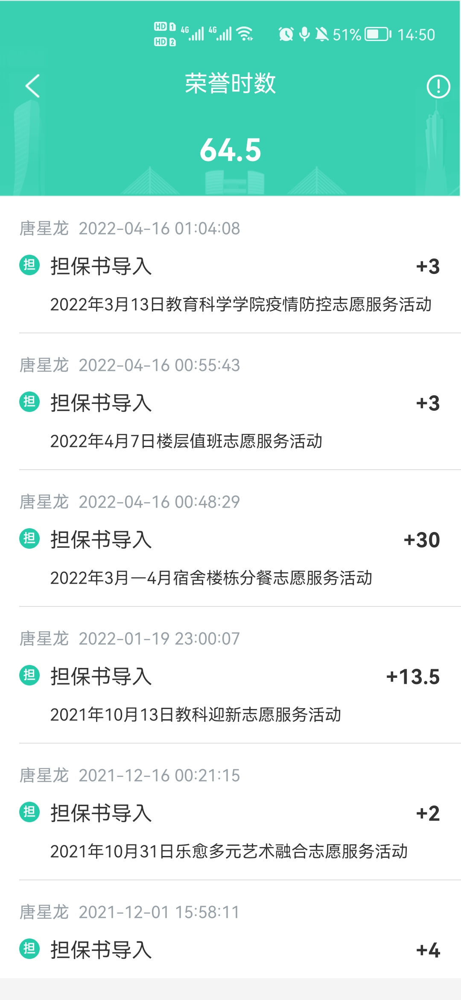 HD 1 4G 4G 51% 14:50
HD 2
荣誉时数
64.5
唐星龙 2022-04-16 01:04:08
担 担保书导入 +3
2022年3月13日教育科学学院疫情防控志愿服务活动
唐星龙 2022-04-16 00:55:43
担 担保书导入 +3
2022年4月7日楼层值班志愿服务活动
唐星龙 2022-04-16 00:48:29
担 担保书导入 +30
2022年3月—4月宿舍楼栋分餐志愿服务活动
唐星龙 2022-01-19 23:00:07
担 担保书导入 +13.5
2021年10月13日教科迎新志愿服务活动
唐星龙 2021-12-16 00:21:15
担 担保书导入 +2
2021年10月31日乐愈多元艺术融合志愿服务活动
唐星龙 2021-12-01 15:58:11
担 担保书导入 +4